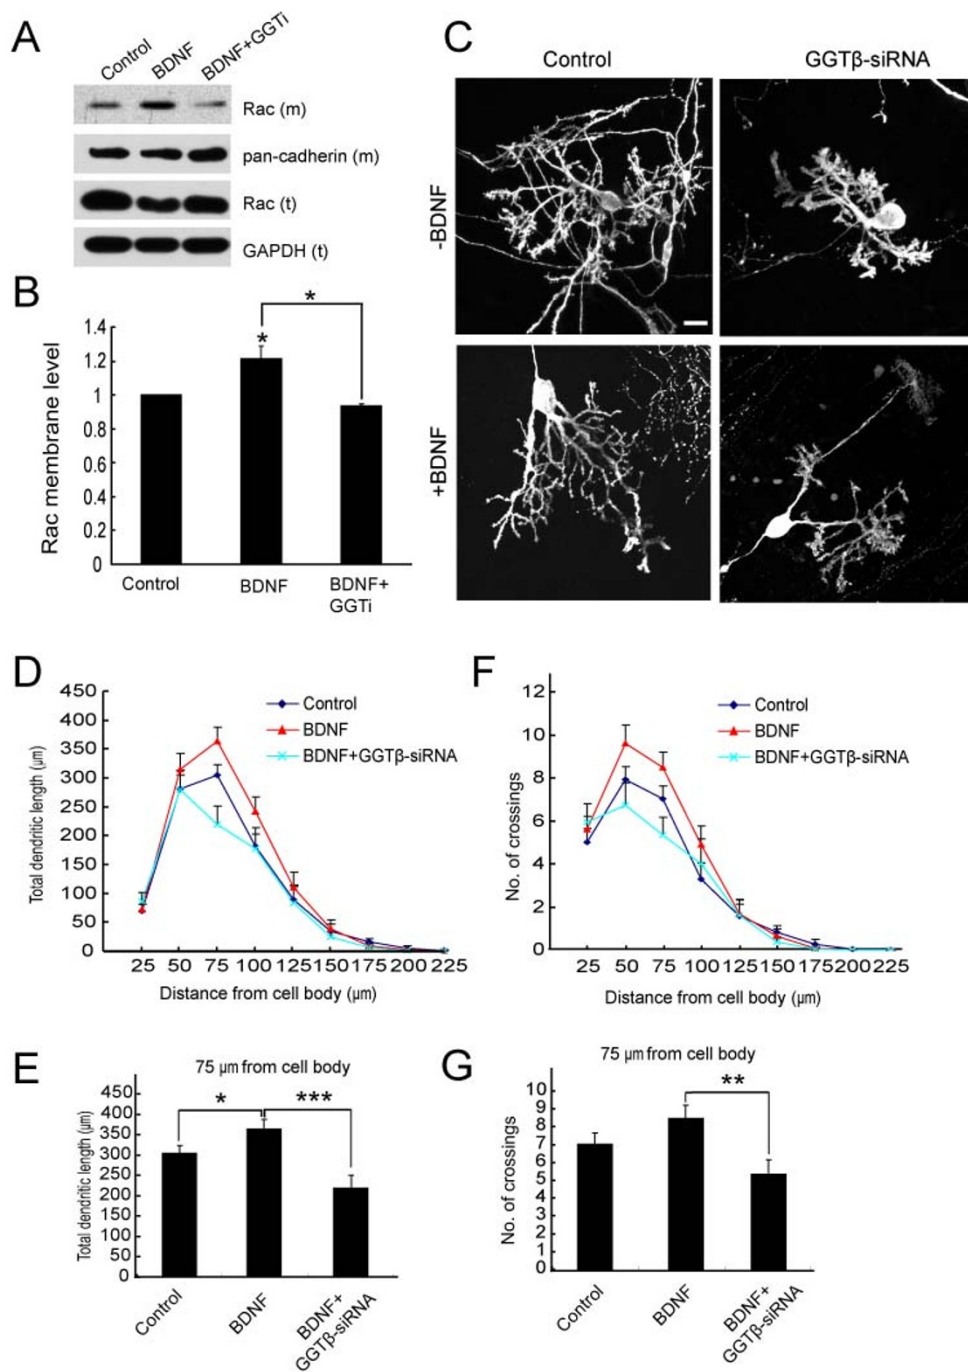 A
Control
BDNF
BDNF+GGTi
Rac (m)
pan-cadherin (m)
Rac (t)
GAPDH (t)
B
Rac membrane level
1.4
1.2
1
0.8
0.6
0.4
0.2
0
*
*
Control
BDNF
BDNF+
GGTi
C
Control
GGTβ-siRNA
-BDNF
+BDNF
D
Total dendritic length (µm)
450
400
350
300
250
200
150
100
50
0
Control
BDNF
BDNF+GGTβ-siRNA
25 50 75 100 125 150 175 200 225
Distance from cell body (µm)
F
No. of crossings
12
10
8
6
4
2
0
Control
BDNF
BDNF+GGTβ-siRNA
25 50 75 100 125 150 175 200 225
Distance from cell body (µm)
E
75 µm from cell body
Total dendritic length (µm)
450
400
350
300
250
200
150
100
50
0
*
***
Control
BDNF
BDNF+
GGTβ-siRNA
G
75 µm from cell body
No. of crossings
10
9
8
7
6
5
4
3
2
1
0
**
Control
BDNF
BDNF+
GGTβ-siRNA